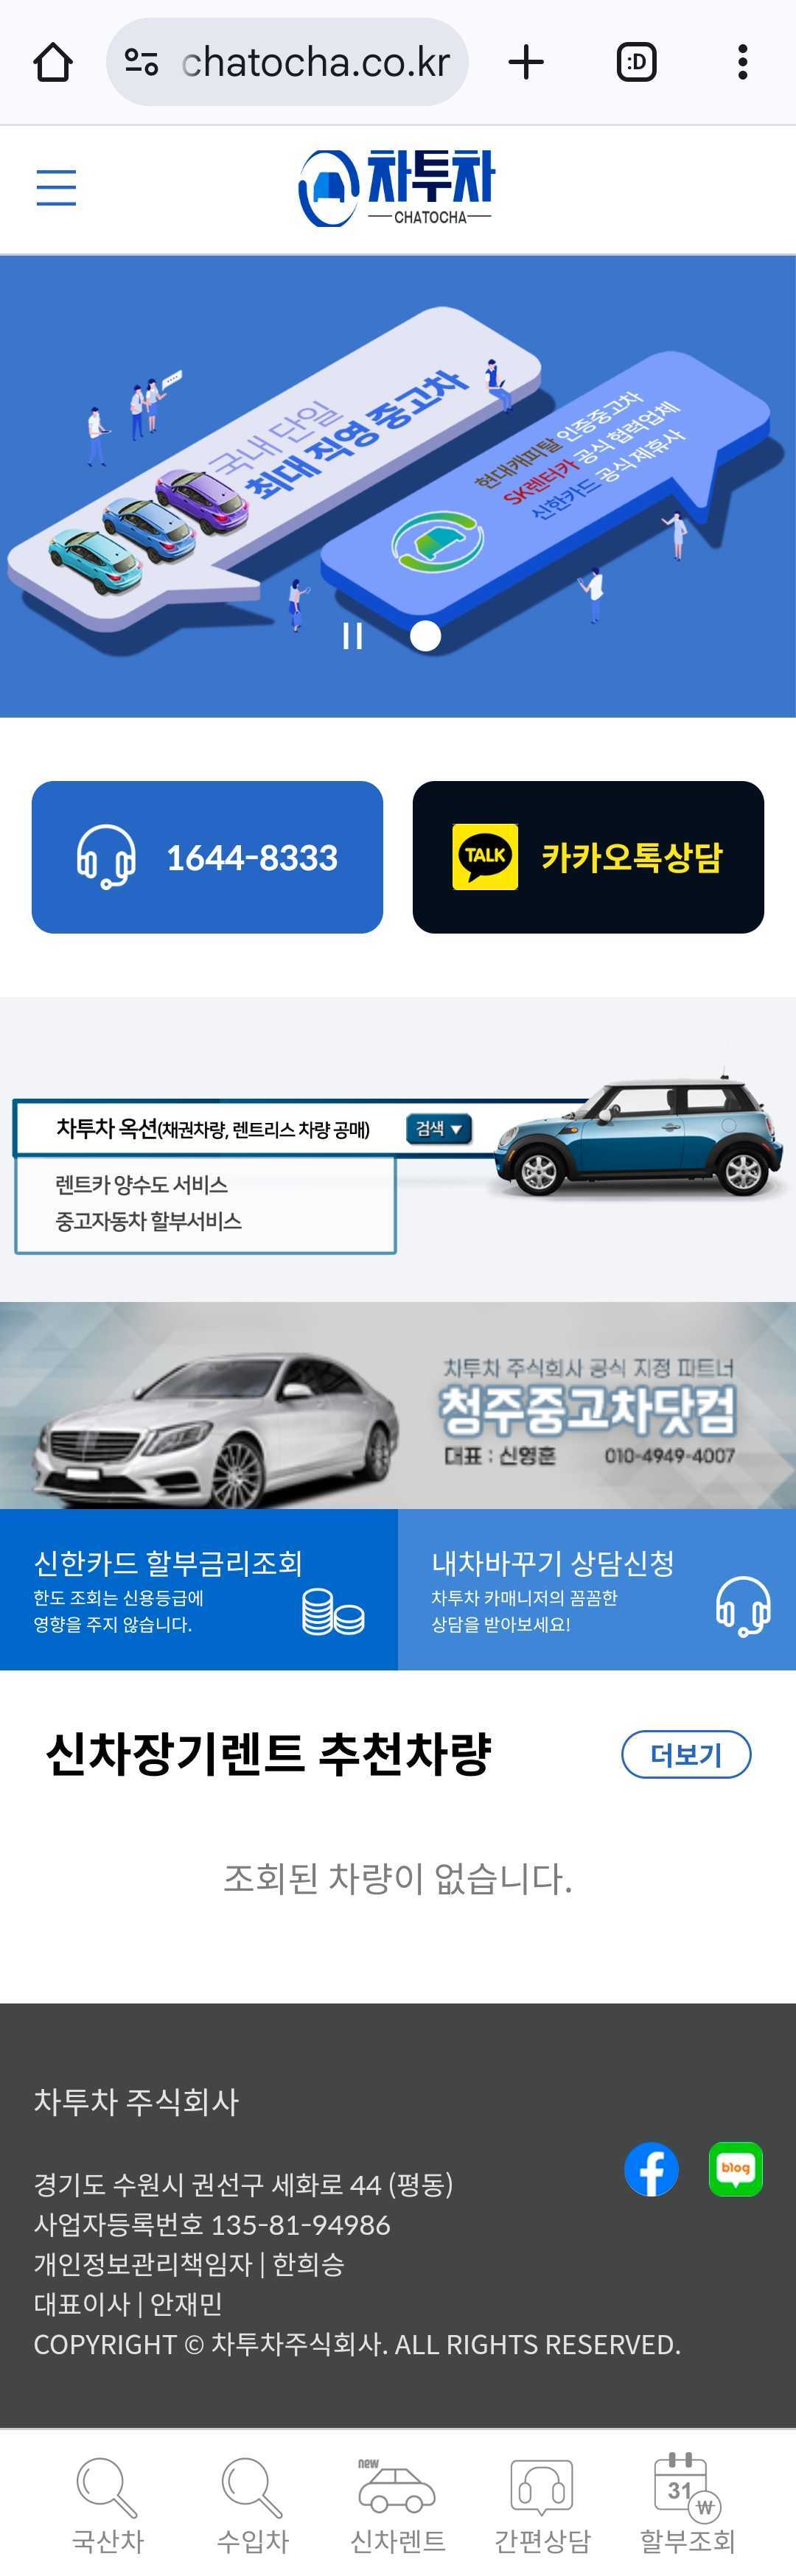 chatocha.co.kr
:D
차투차
CHATOCHA
국내 단일
최대 직영 중고차
현대캐피탈 인증중고차
SK렌터카 공식 협력업체
신한카드 공식 제휴사
1644-8333
TALK
카카오톡상담
차투차 옥션(채권차량, 렌트리스 차량 공매)
검색 ▼
렌트카 양수도 서비스
중고자동차 할부서비스
차투차 주식회사 공식 지정 파트너
청주중고차닷컴
대표 : 신영훈 010-4949-4007
신한카드 할부금리조회
한도 조회는 신용등급에
영향을 주지 않습니다.
내차바꾸기 상담신청
차투차 카매니저의 꼼꼼한
상담을 받아보세요!
신차장기렌트 추천차량
더보기
조회된 차량이 없습니다.
차투차 주식회사
경기도 수원시 권선구 세화로 44 (평동)
사업자등록번호 135-81-94986
개인정보관리책임자 | 한희승
대표이사 | 안재민
COPYRIGHT © 차투차주식회사. ALL RIGHTS RESERVED.
blog
new
31
₩
국산차
수입차
신차렌트
간편상담
할부조회